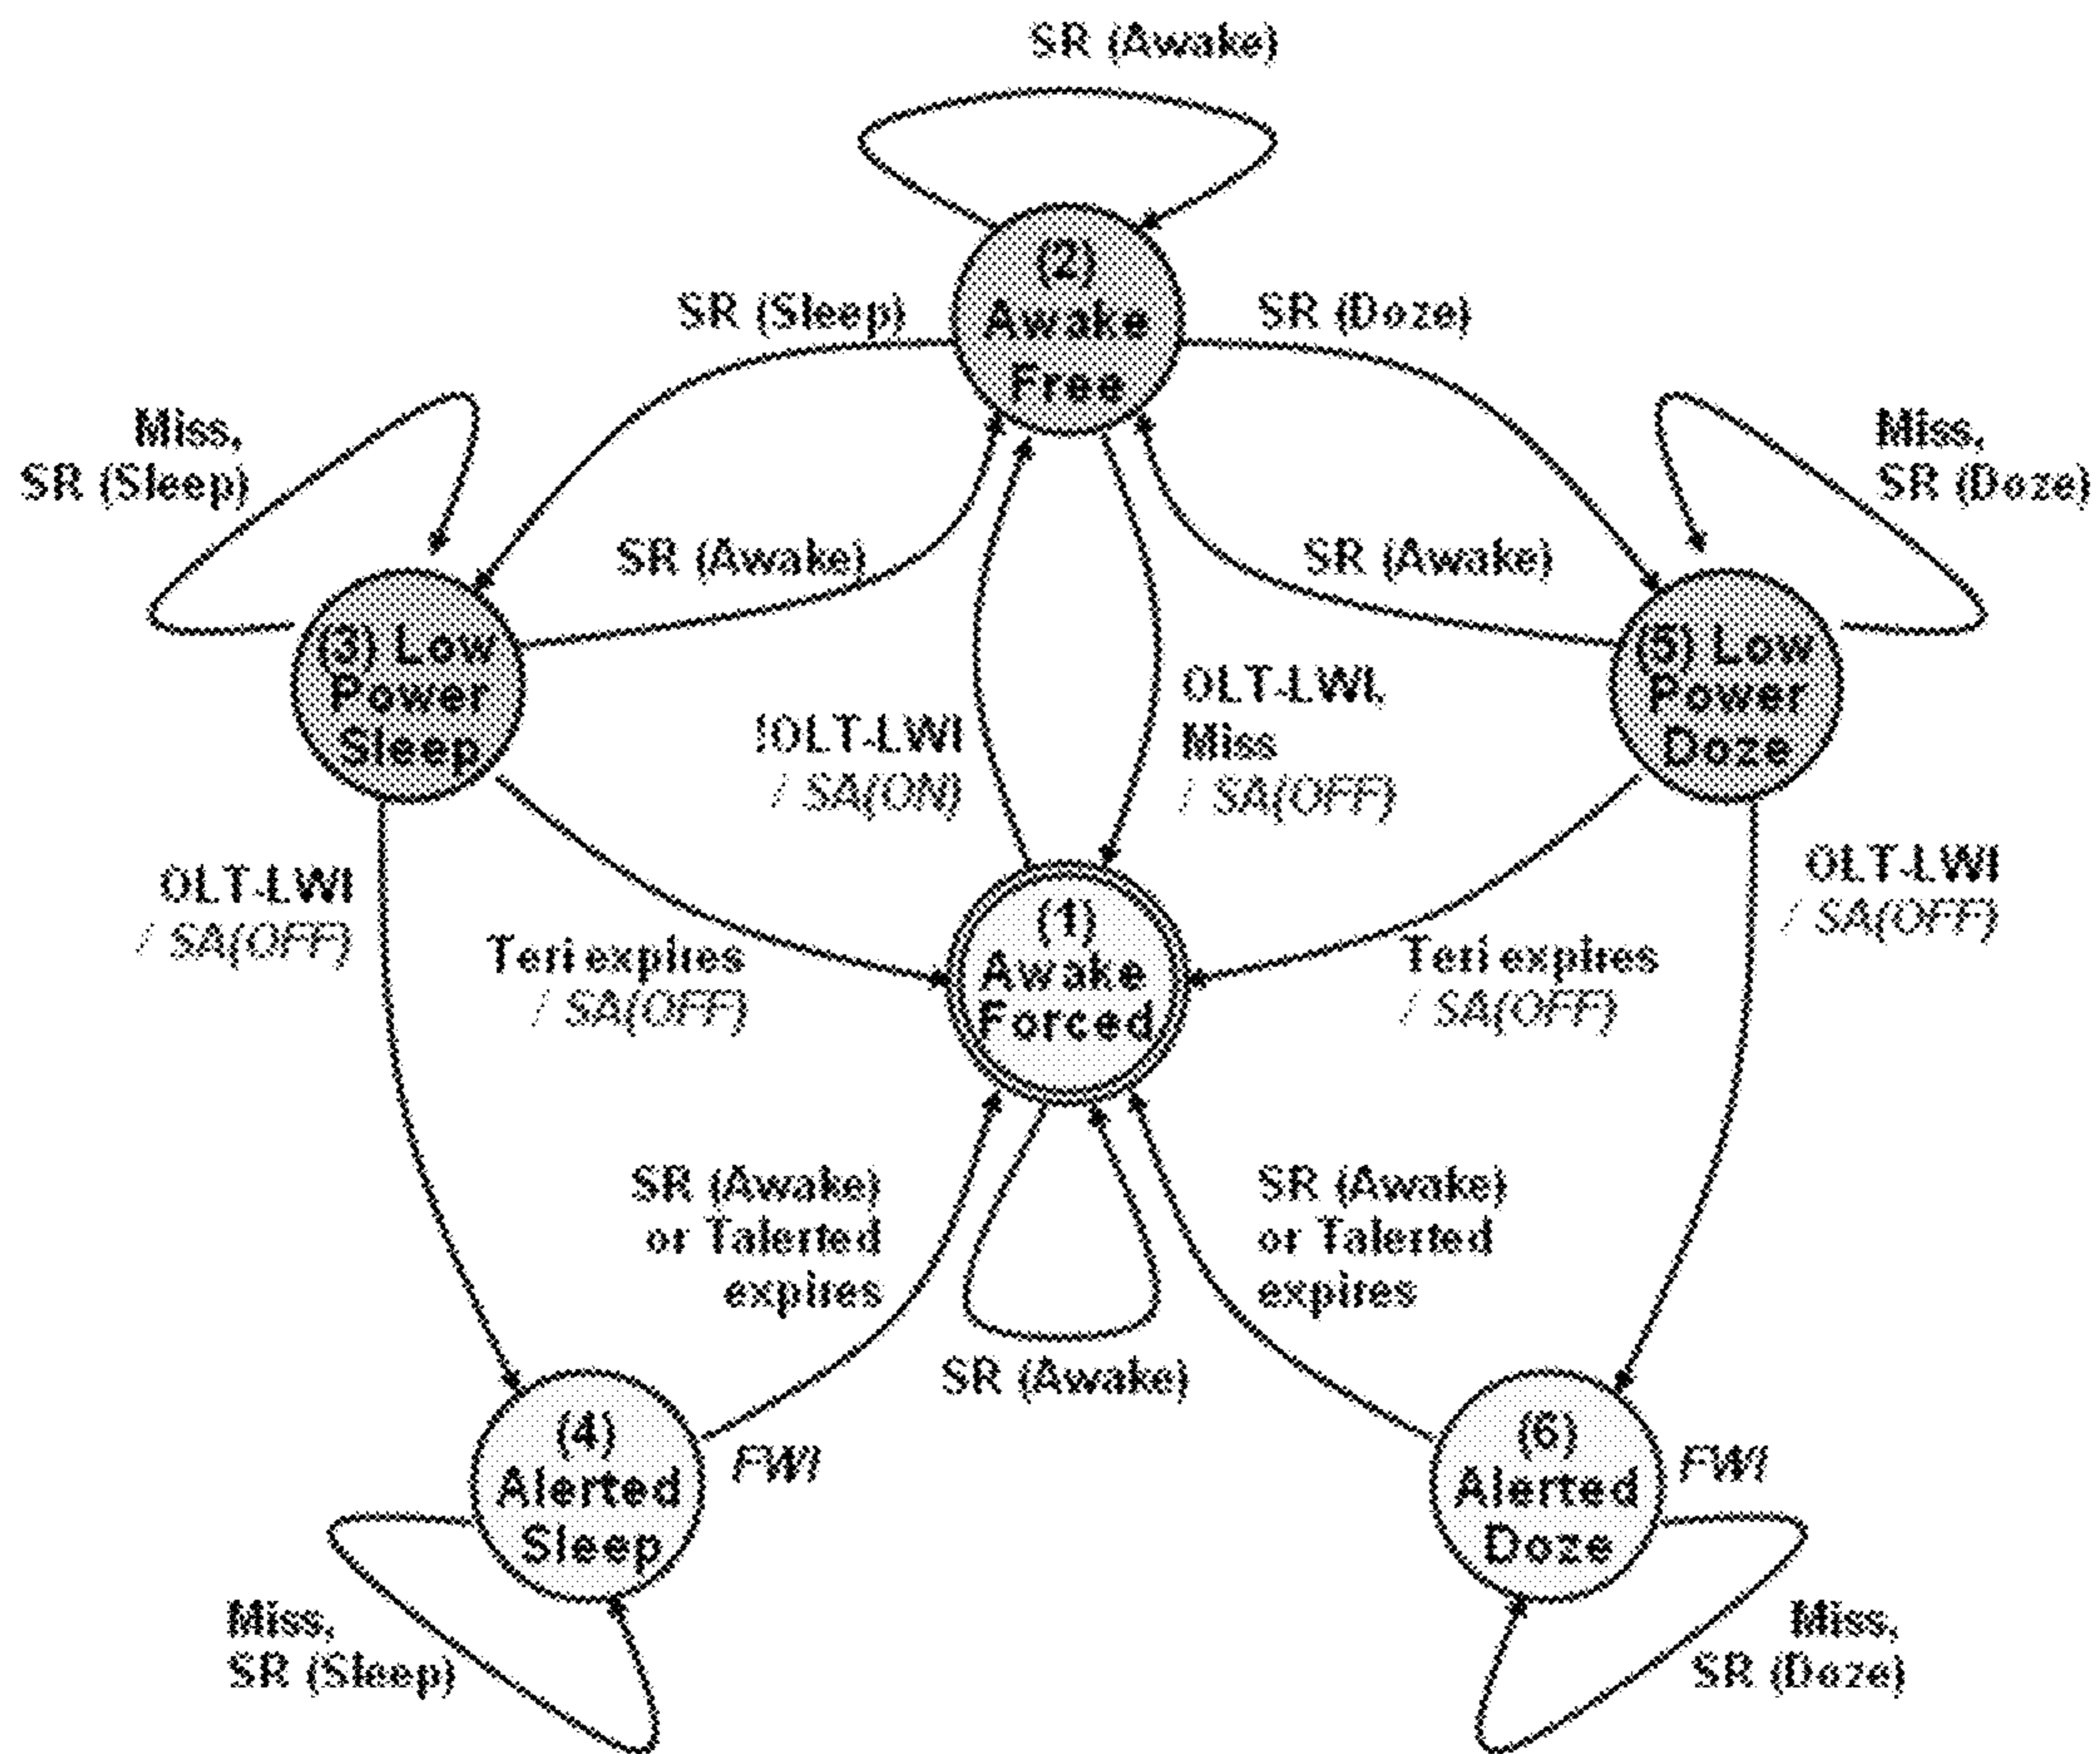 SR (Awake)
(2)
Awake
Free
SR (Sleep)
SR (Doze)
Miss,
SR (Sleep)
Miss,
SR (Doze)
SR (Awake)
SR (Awake)
(3) Low
Power
Sleep
(5) Low
Power
Doze
!OLT-LWI
/ SA(ON)
OLT-LWI,
Miss
/ SA(OFF)
OLT-LWI
/ SA(OFF)
OLT-LWI
/ SA(OFF)
Teri expires
/ SA(OFF)
(1)
Awake
Forced
Teri expires
/ SA(OFF)
SR (Awake)
or Talerted
expires
SR (Awake)
or Talerted
expires
SR (Awake)
(4)
Alerted
Sleep
FWI
(6)
Alerted
Doze
FWI
Miss,
SR (Sleep)
Miss,
SR (Doze)